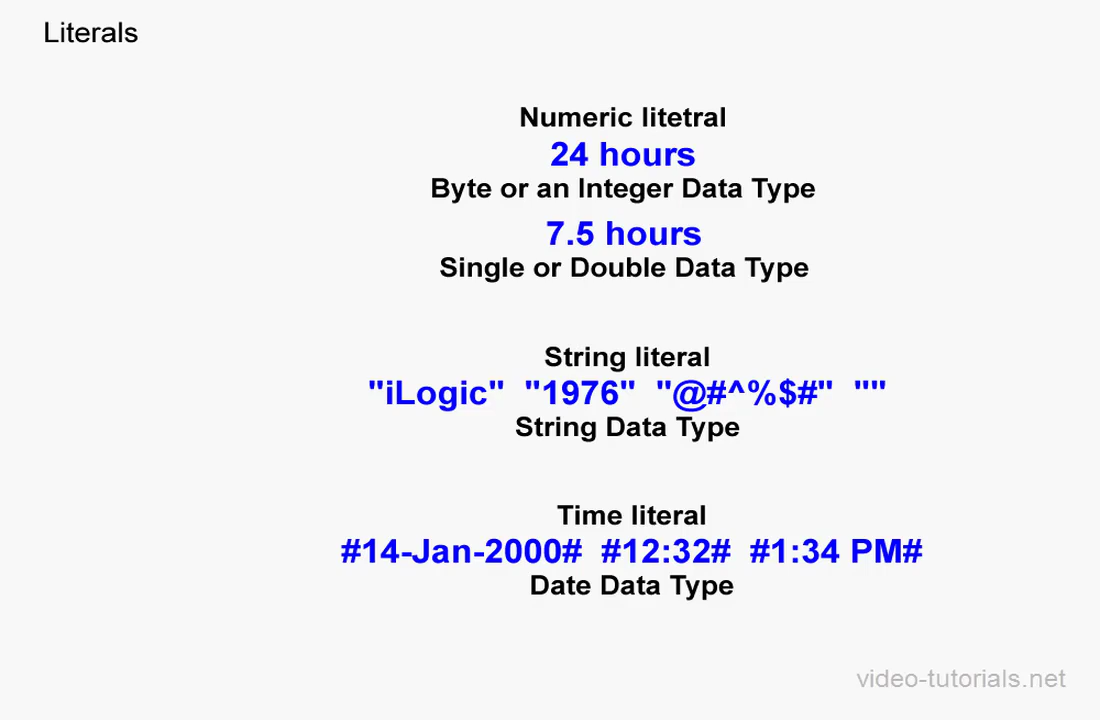 Literals
Numeric litetral
24 hours
Byte or an Integer Data Type
7.5 hours
Single or Double Data Type
String literal
"iLogic" "1976" "@#^%$#" ""
String Data Type
Time literal
#14-Jan-2000# #12:32# #1:34 PM#
Date Data Type
video-tutorials.net